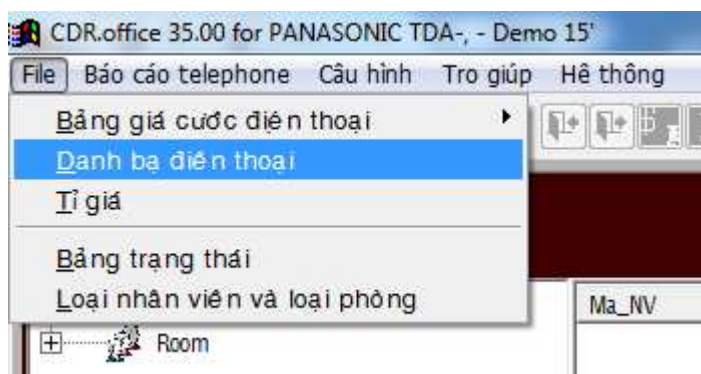 CDR.office 35.00 for PANASONIC TDA-, - Demo 15'
File Báo cáo telephone Câu hình Tro giúp Hê thông
Bảng giá cước điện thoại
Danh bạ điện thoại
Tỉ giá
Bảng trạng thái
Loại nhân viên và loại phòng
Ma_NV
Room